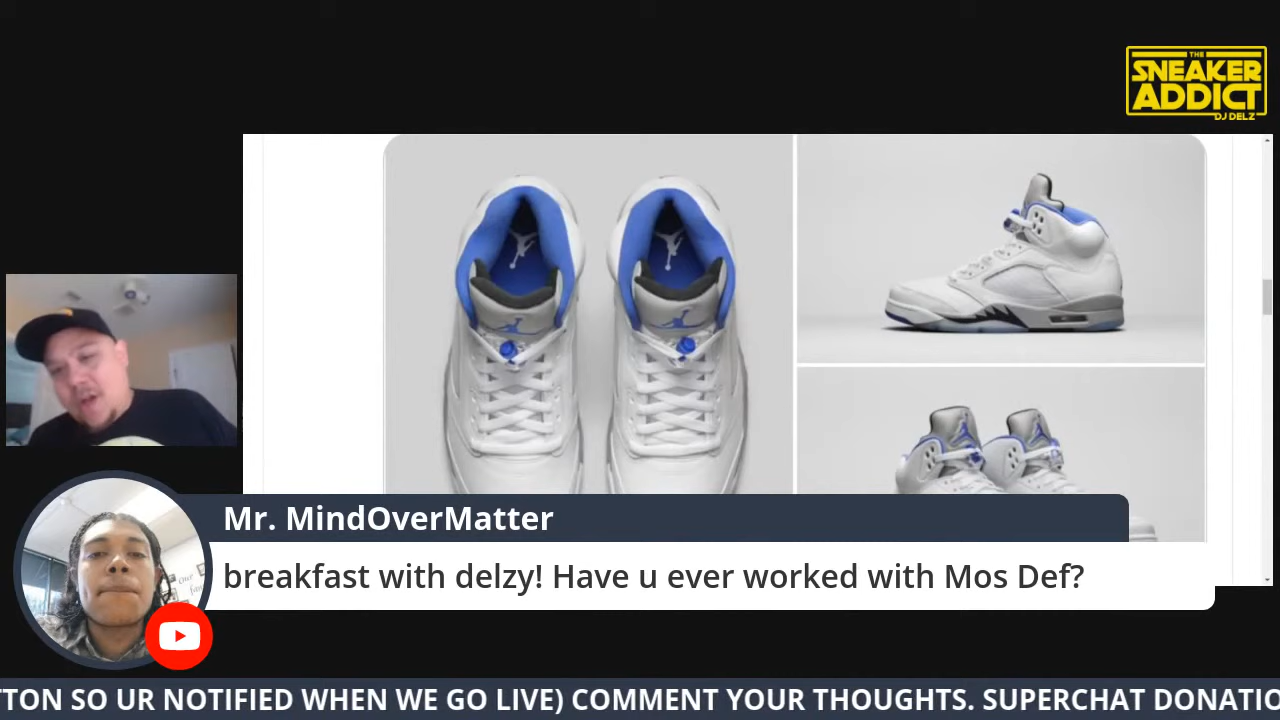 THE
SNEAKER
ADDICT
DJ DELZ
Mr. MindOverMatter
breakfast with delzy! Have u ever worked with Mos Def?
TTON SO UR NOTIFIED WHEN WE GO LIVE) COMMENT YOUR THOUGHTS. SUPERCHAT DONATIO